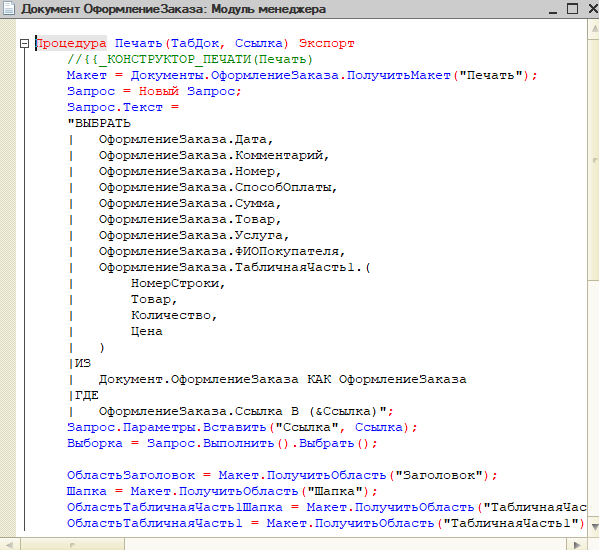 Документ ОформлениеЗаказа: Модуль менеджера
Процедура Печать(ТабДок, Ссылка) Экспорт
//{{_КОНСТРУКТОР_ПЕЧАТИ(Печать)
Макет = Документы.ОформлениеЗаказа.ПолучитьМакет("Печать");
Запрос = Новый Запрос;
Запрос.Текст =
"ВЫБРАТЬ
|   ОформлениеЗаказа.Дата,
|   ОформлениеЗаказа.Комментарий,
|   ОформлениеЗаказа.Номер,
|   ОформлениеЗаказа.СпособОплаты,
|   ОформлениеЗаказа.Сумма,
|   ОформлениеЗаказа.Товар,
|   ОформлениеЗаказа.Услуга,
|   ОформлениеЗаказа.ФИОПокупателя,
|   ОформлениеЗаказа.ТабличнаяЧасть1.(
|       НомерСтроки,
|       Товар,
|       Количество,
|       Цена
|   )
|ИЗ
|   Документ.ОформлениеЗаказа КАК ОформлениеЗаказа
|ГДЕ
|   ОформлениеЗаказа.Ссылка В (&Ссылка)";
Запрос.Параметры.Вставить("Ссылка", Ссылка);
Выборка = Запрос.Выполнить().Выбрать();
ОбластьЗаголовок = Макет.ПолучитьОбласть("Заголовок");
Шапка = Макет.ПолучитьОбласть("Шапка");
ОбластьТабличнаяЧасть1Шапка = Макет.ПолучитьОбласть("ТабличнаяЧас
ОбластьТабличнаяЧасть1 = Макет.ПолучитьОбласть("ТабличнаяЧасть1")